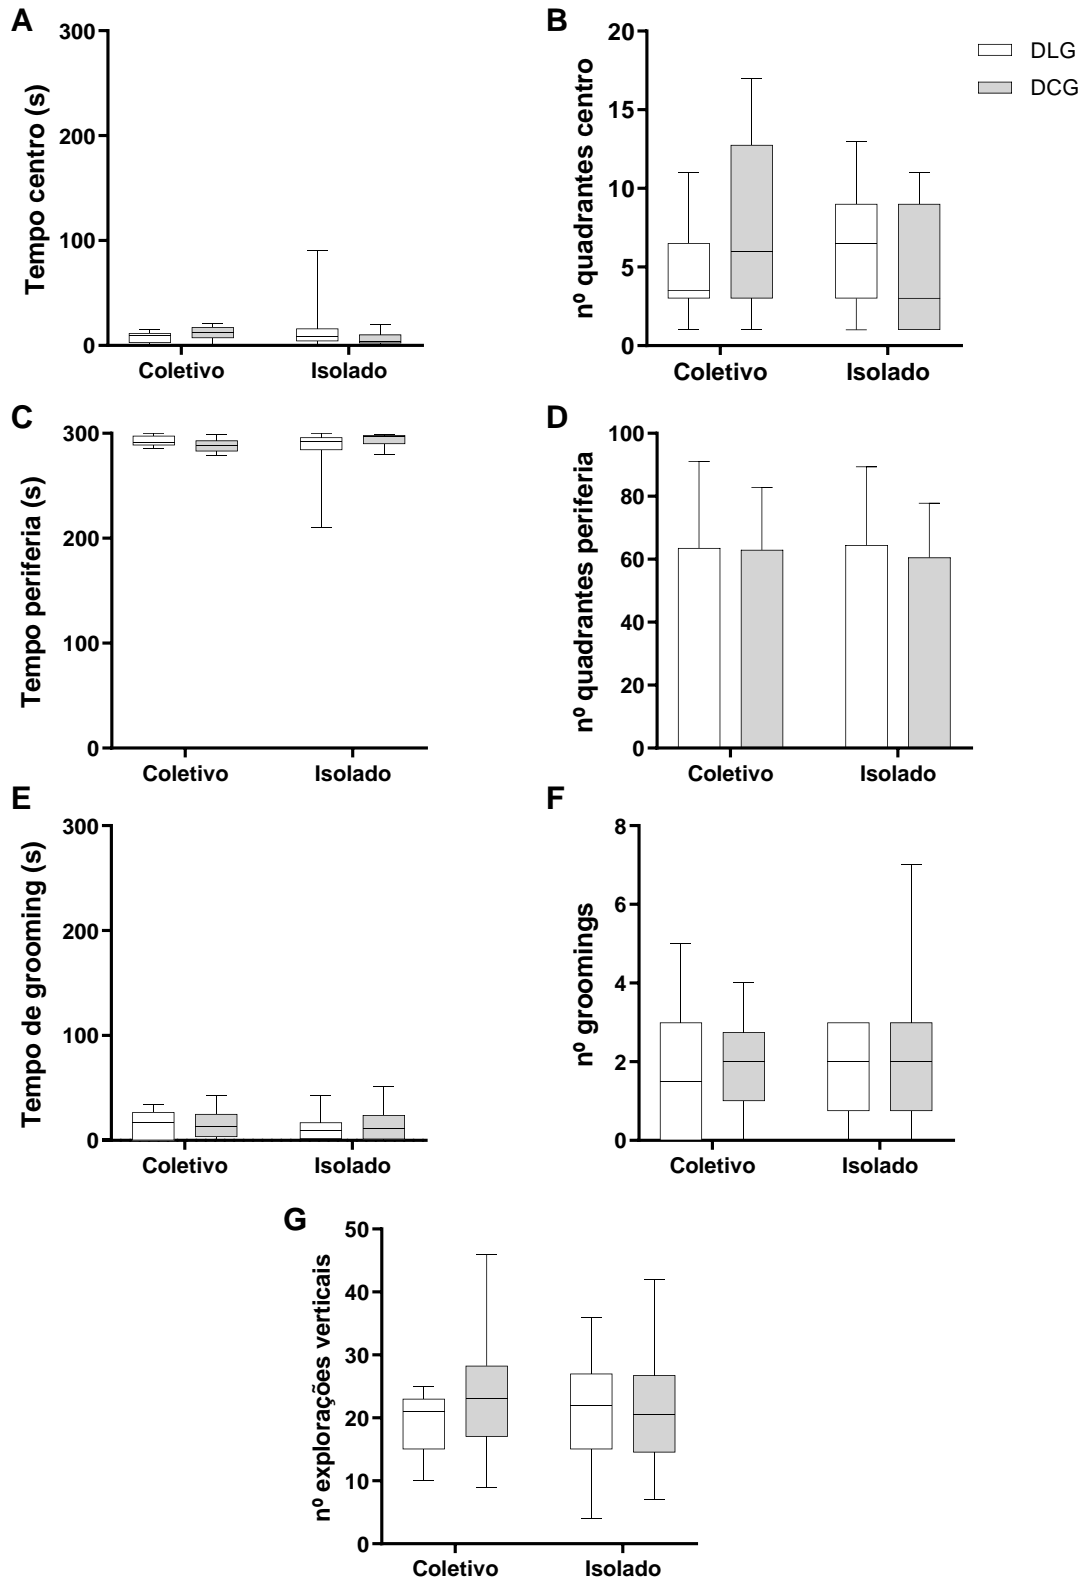 A
Tempo centro (s)
300
200
100
0
Coletivo
Isolado
B
nº quadrantes centro
20
15
10
5
0
Coletivo
Isolado
DLG
DCG
C
Tempo periferia (s)
300
200
100
0
Coletivo
Isolado
D
nº quadrantes periferia
100
80
60
40
20
0
Coletivo
Isolado
E
Tempo de grooming (s)
300
200
100
0
Coletivo
Isolado
F
nº groomings
8
6
4
2
0
Coletivo
Isolado
G
nº explorações verticais
50
40
30
20
10
0
Coletivo
Isolado